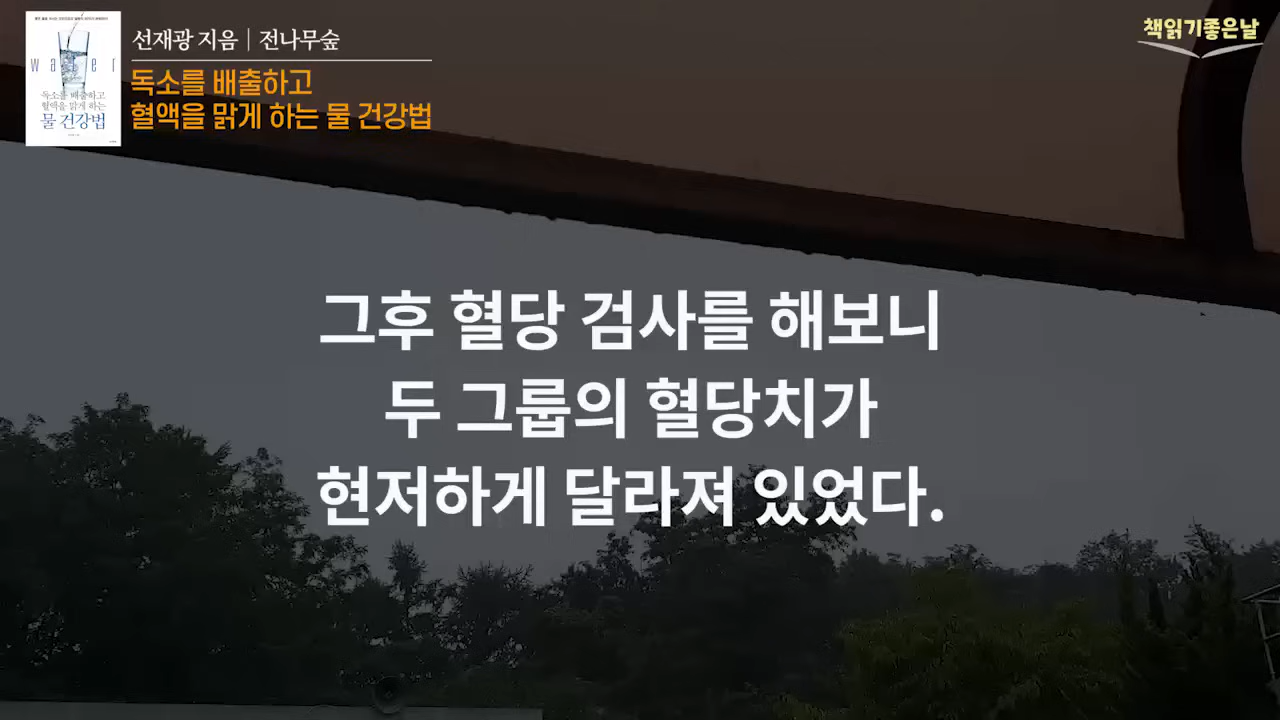 water
독소를 배출하고
혈액을 맑게 하는
물 건강법
선재광 지음 | 전나무숲
독소를 배출하고
혈액을 맑게 하는 물 건강법
책읽기좋은날
그후 혈당 검사를 해보니
두 그룹의 혈당치가
현저하게 달라져 있었다.